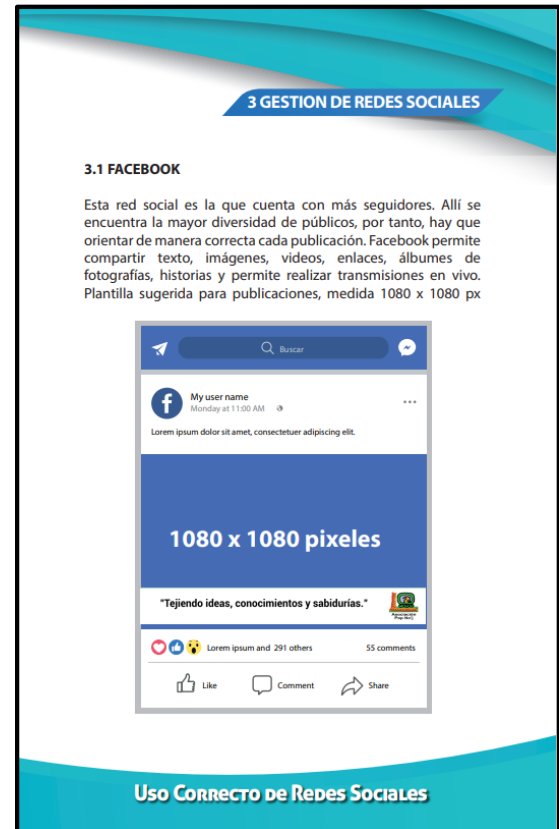 3 GESTION DE REDES SOCIALES
3.1 FACEBOOK
Esta red social es la que cuenta con más seguidores. Allí se
encuentra la mayor diversidad de públicos, por tanto, hay que
orientar de manera correcta cada publicación. Facebook permite
compartir texto, imágenes, videos, enlaces, álbumes de
fotografías, historias y permite realizar transmisiones en vivo.
Plantilla sugerida para publicaciones, medida 1080 x 1080 px
Buscar
My user name
Monday at 11:00 AM
Lorem ipsum dolor sit amet, consectetuer adipiscing elit.
1080 x 1080 pixeles
"Tejiendo ideas, conocimientos y sabidurías."
Asociación
Pop No'j
Lorem ipsum and 291 others 55 comments
Like Comment Share
Uso Correcto de Redes Sociales